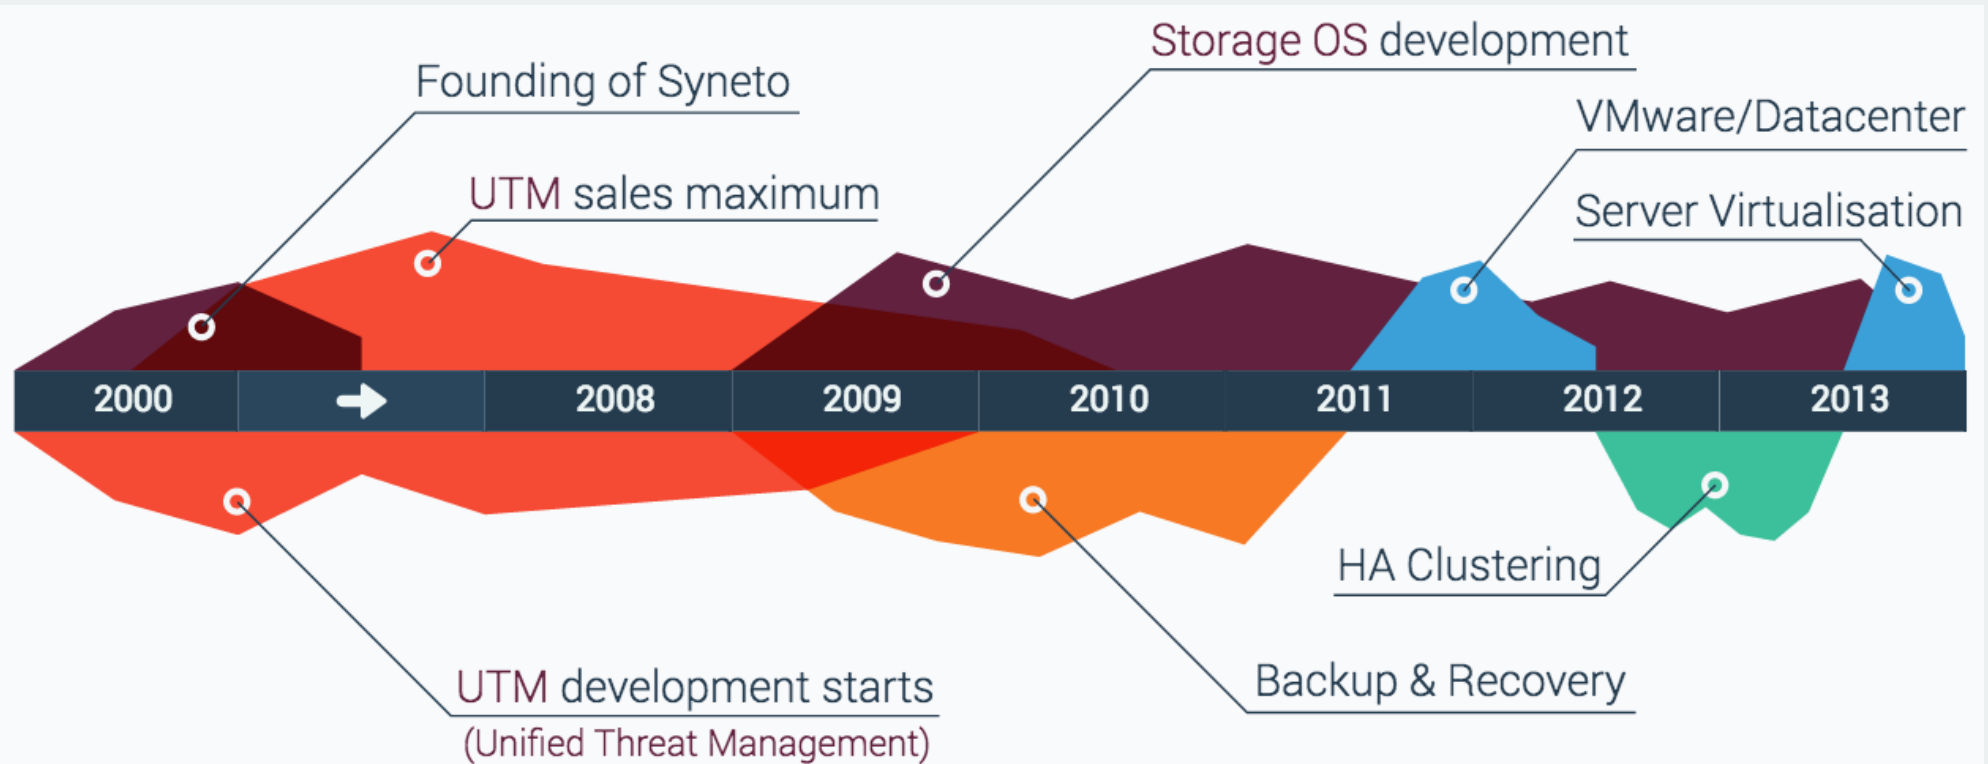 Storage OS development
Founding of Syneto
VMware/Datacenter
UTM sales maximum
Server Virtualisation
2000 2008 2009 2010 2011 2012 2013
HA Clustering
Backup & Recovery
UTM development starts
(Unified Threat Management)